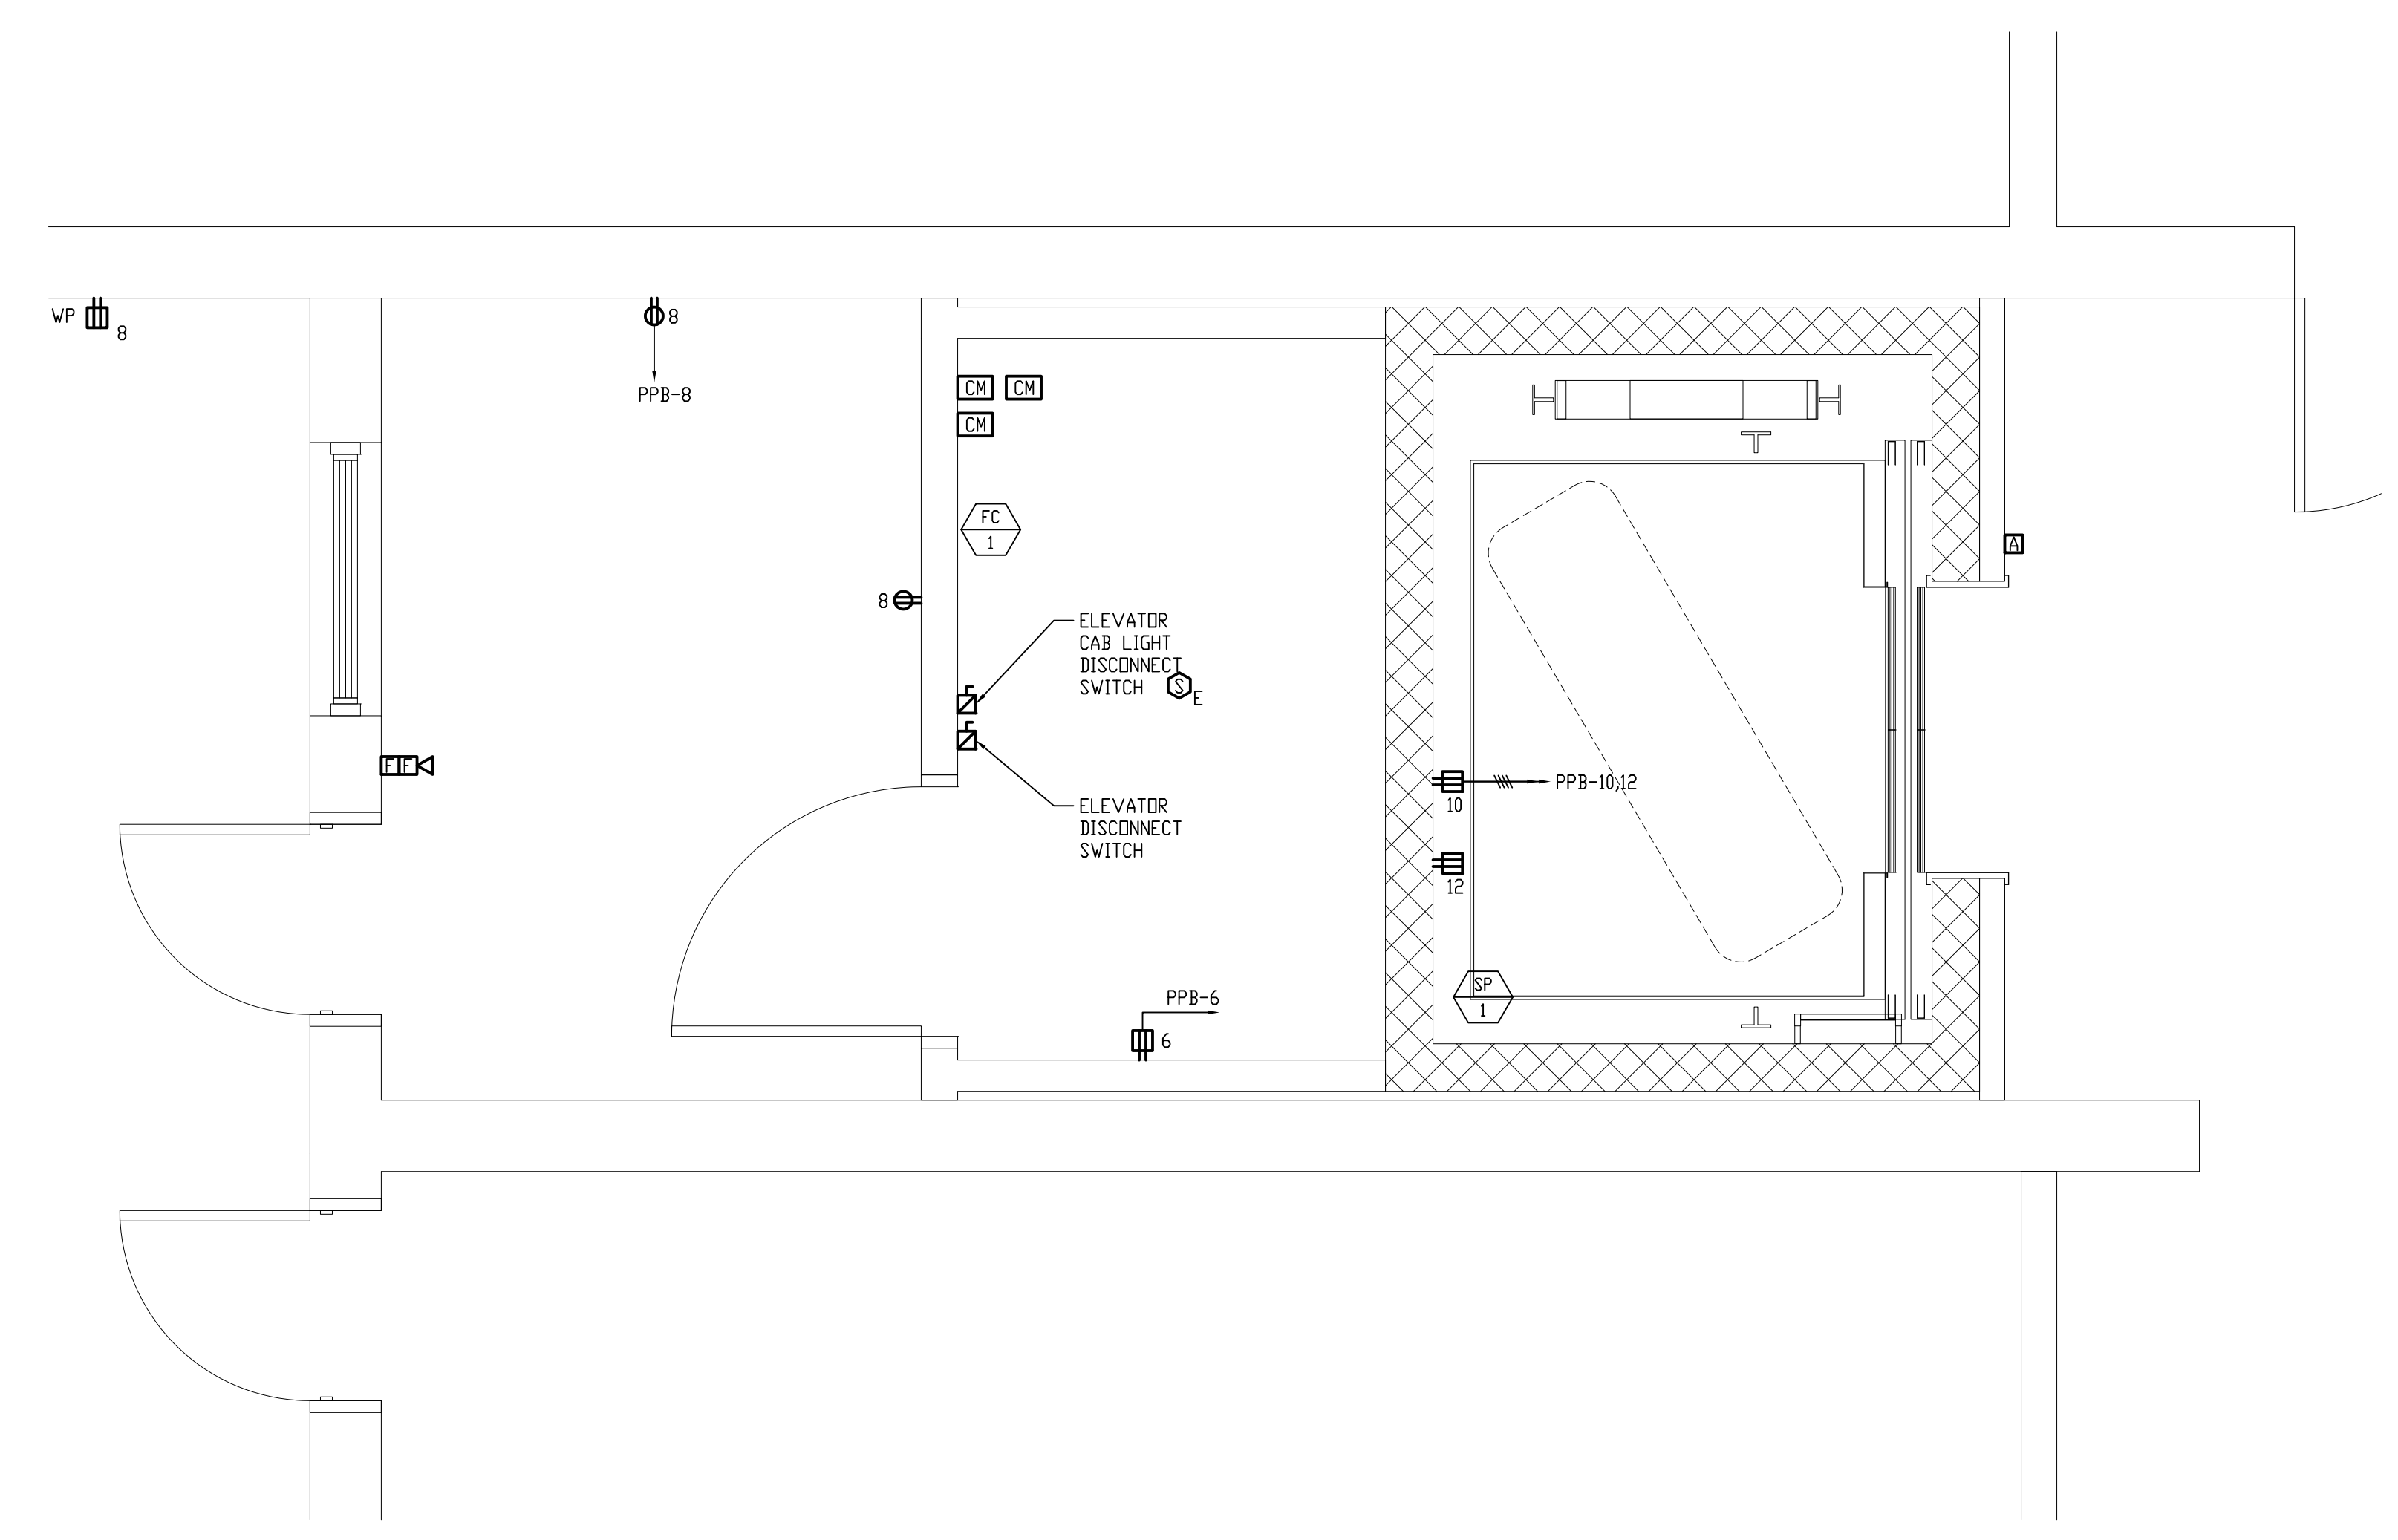 WP
8
8
PPB-8
CM CM
CM
FC
1
A
8
ELEVATOR
CAB LIGHT
DISCONNECT
SWITCH
S
E
F F
ELEVATOR
DISCONNECT
SWITCH
10
PPB-10,12
12
SP
1
PPB-6
6